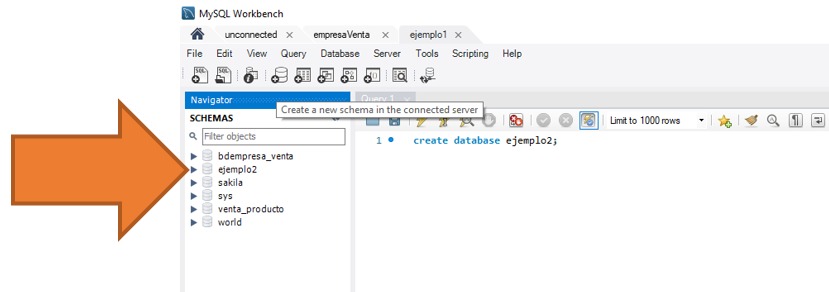 MySQL Workbench
unconnected × empresaVenta × ejemplo1 ×
File Edit View Query Database Server Tools Scripting Help
Navigator
Query 1 ×
Create a new schema in the connected server
SCHEMAS
Limit to 1000 rows
Filter objects
1 create database ejemplo2;
bdempresa_venta
ejemplo2
sakila
sys
venta_producto
world